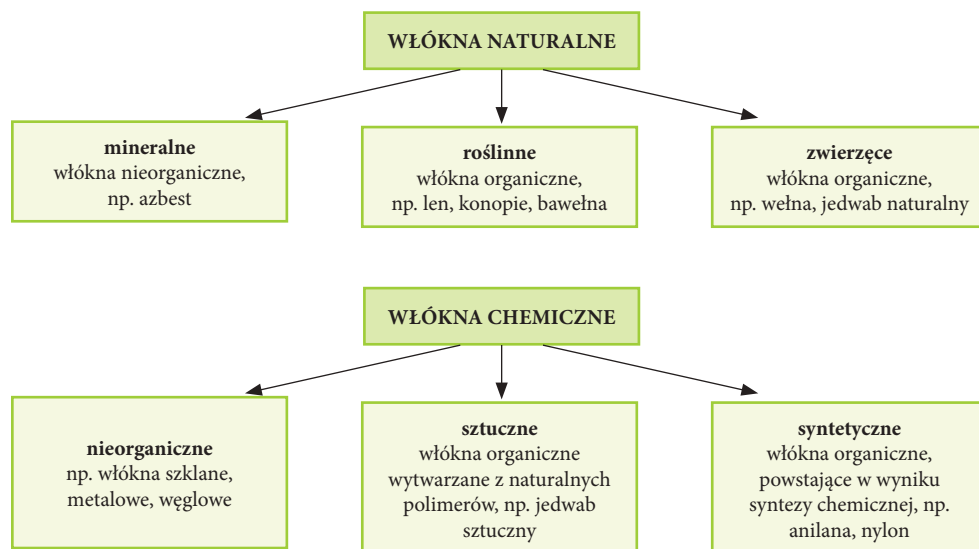 WŁÓKNA NATURALNE
mineralne
włókna nieorganiczne,
np. azbest
roślinne
włókna organiczne,
np. len, konopie, bawełna
zwierzęce
włókna organiczne,
np. wełna, jedwab naturalny
WŁÓKNA CHEMICZNE
nieorganiczne
np. włókna szklane,
metalowe, węglowe
sztuczne
włókna organiczne
wytwarzane z naturalnych
polimerów, np. jedwab
sztuczny
syntetyczne
włókna organiczne,
powstające w wyniku
syntezy chemicznej, np.
anilana, nylon